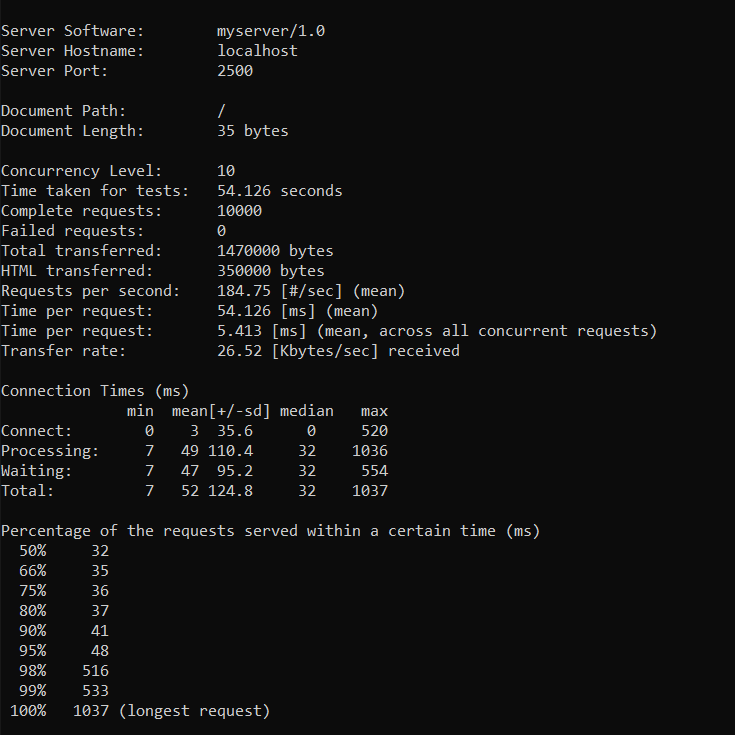 Server Software:        myserver/1.0
Server Hostname:        localhost
Server Port:            2500
Document Path:          /
Document Length:        35 bytes
Concurrency Level:      10
Time taken for tests:   54.126 seconds
Complete requests:      10000
Failed requests:        0
Total transferred:      1470000 bytes
HTML transferred:       350000 bytes
Requests per second:    184.75 [#/sec] (mean)
Time per request:       54.126 [ms] (mean)
Time per request:       5.413 [ms] (mean, across all concurrent requests)
Transfer rate:          26.52 [Kbytes/sec] received
Connection Times (ms)
              min  mean[+/-sd] median   max
Connect:        0    3  35.6      0     520
Processing:     7   49 110.4     32    1036
Waiting:        7   47  95.2     32     554
Total:          7   52 124.8     32    1037
Percentage of the requests served within a certain time (ms)
  50%     32
  66%     35
  75%     36
  80%     37
  90%     41
  95%     48
  98%    516
  99%    533
 100%   1037 (longest request)